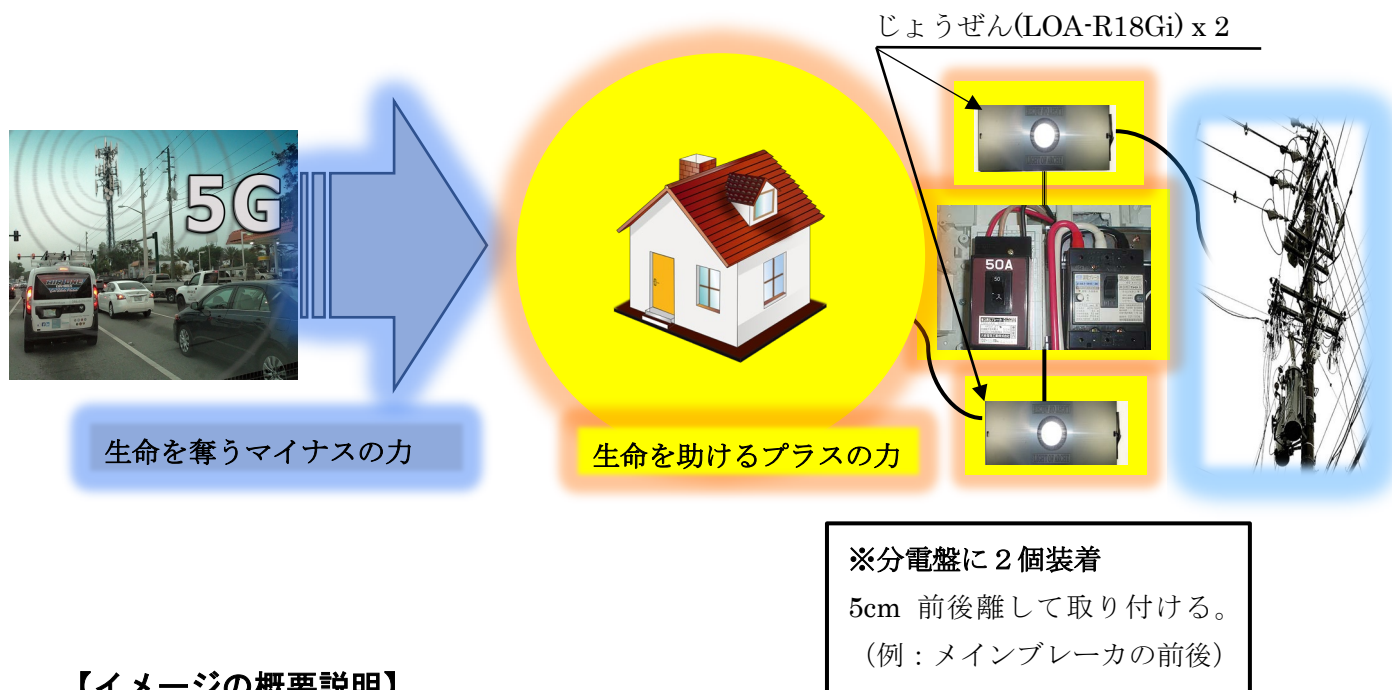 じょうぜん(LOA-R18Gi) x 2
5G
50A
生命を奪うマイナスの力
生命を助けるプラスの力
※分電盤に２個装着
5cm 前後離して取り付ける。
（例：メインブレーカの前後）
【イメージの概要説明】